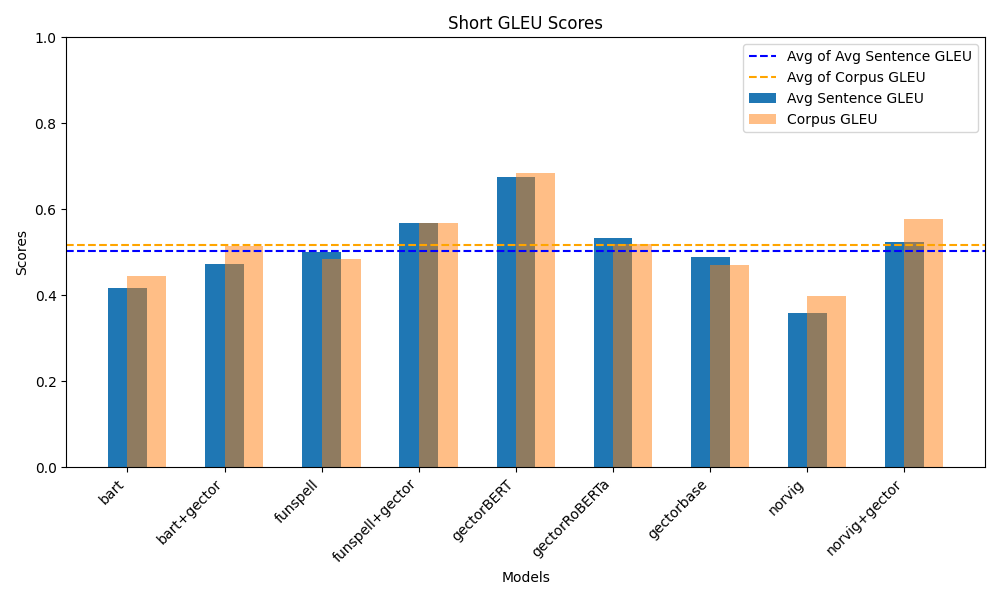 Short GLEU Scores
Avg of Avg Sentence GLEU
Avg of Corpus GLEU
Avg Sentence GLEU
Corpus GLEU
1.0
0.8
0.6
0.4
0.2
0.0
Scores
bart
bart+gector
funspell
funspell+gector
gectorBERT
gectorRoBERTa
gectorbase
norvig
norvig+gector
Models